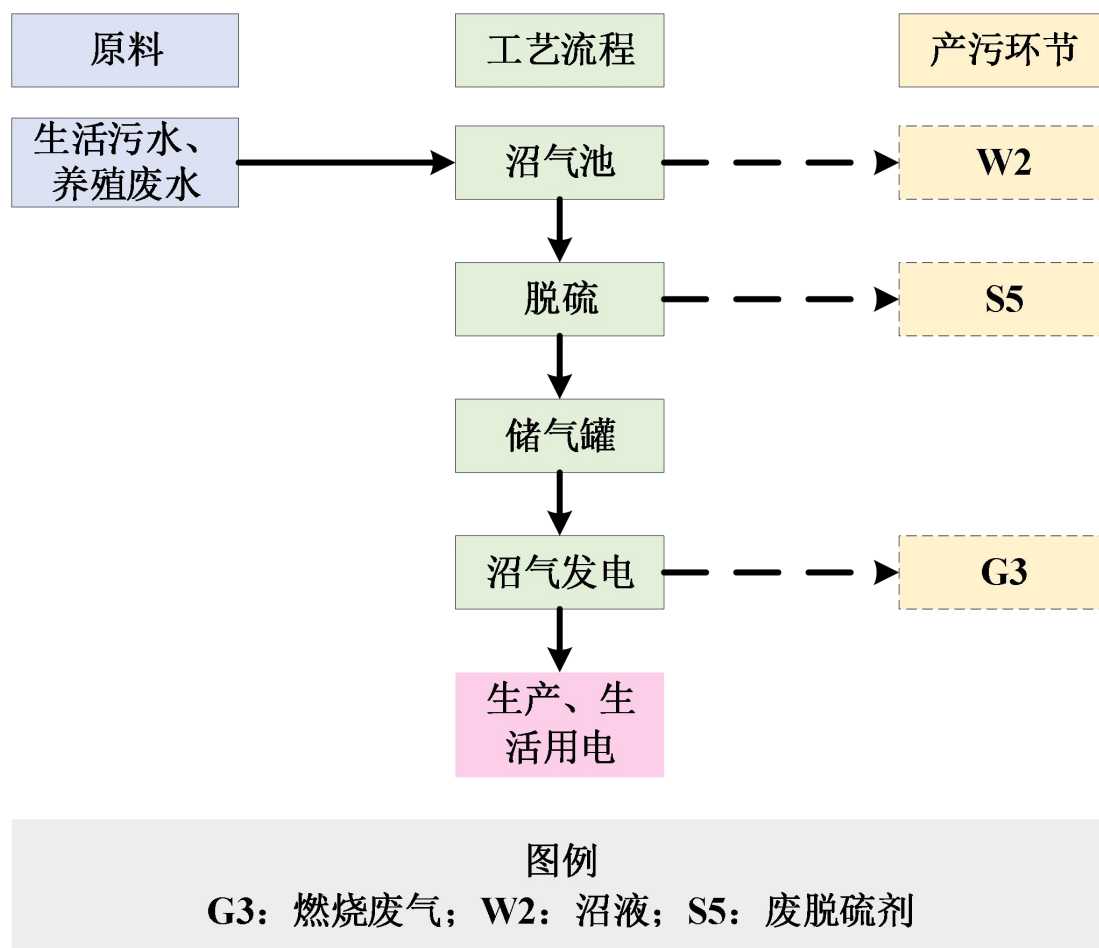 原料
工艺流程
产污环节
生活污水、
养殖废水
沼气池
W2
脱硫
S5
储气罐
沼气发电
G3
生产、生
活用电
图例
G3：燃烧废气；W2：沼液；S5：废脱硫剂